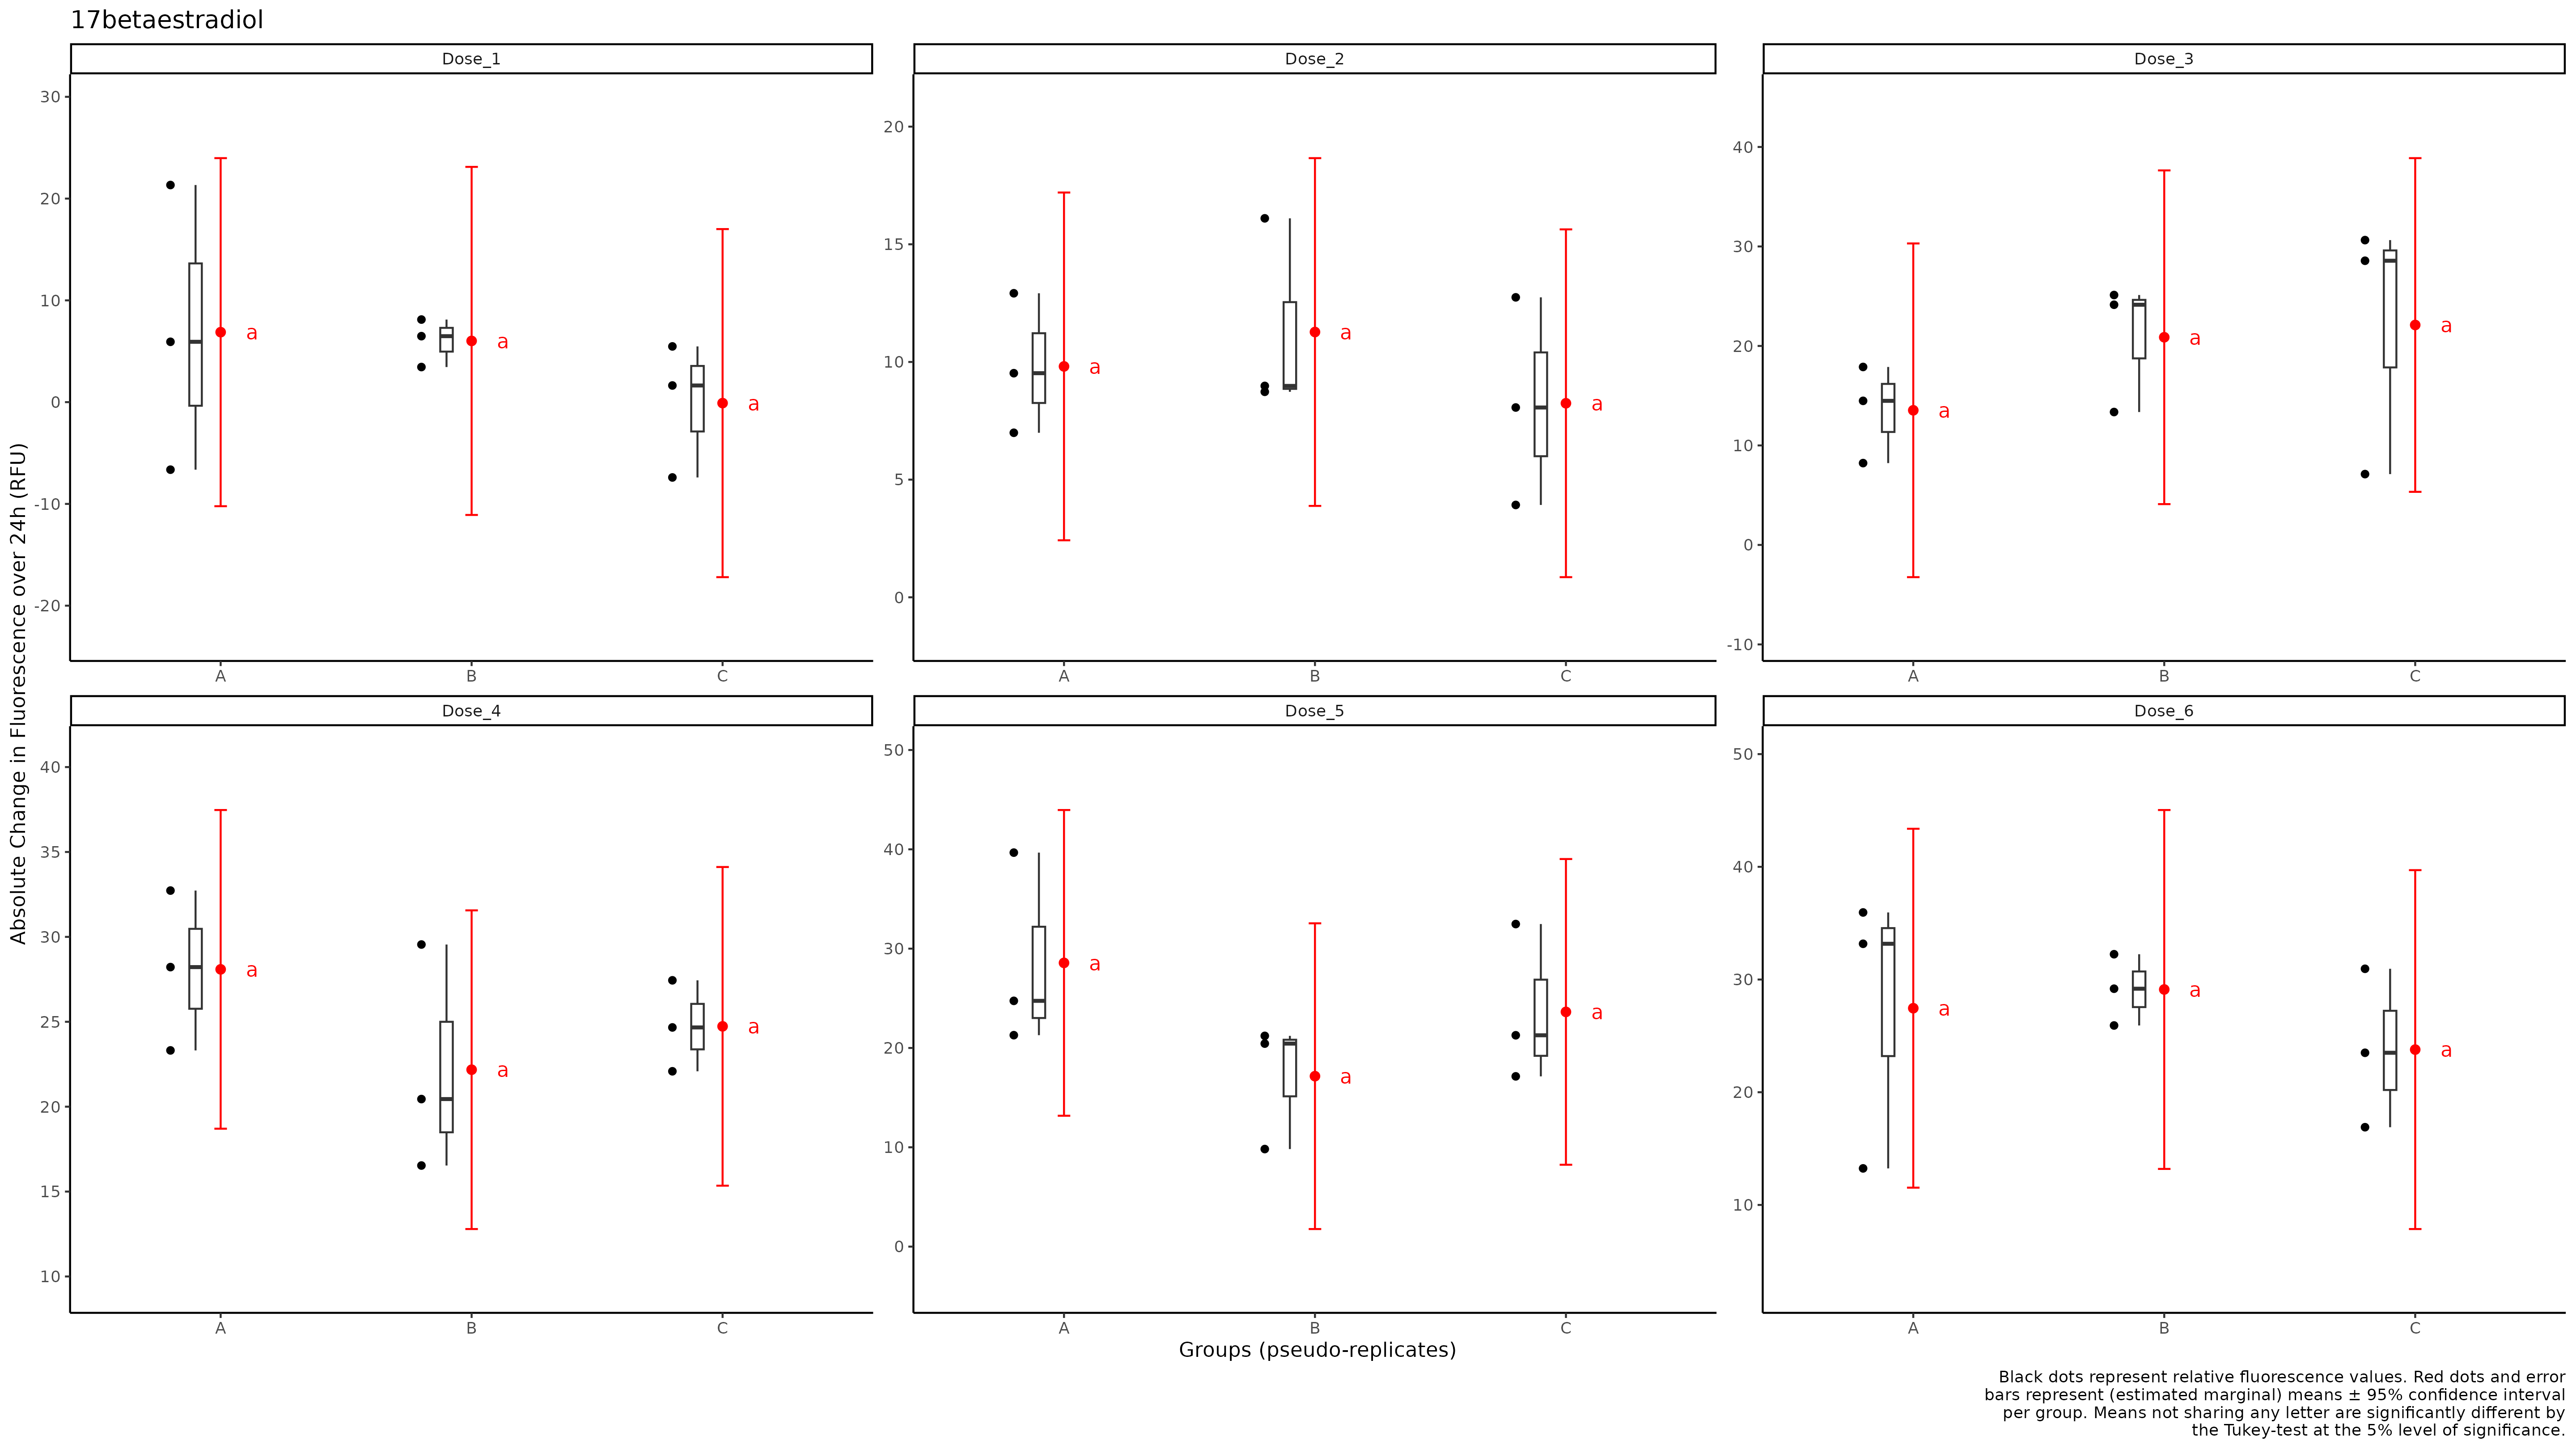 17betaestradiol
Dose_1
Dose_2
Dose_3
30
20
10
0
-10
-20
20
15
10
5
0
40
30
20
10
0
-10
a
a
a
a
a
a
a
a
a
A
B
C
A
B
C
A
B
C
Absolute Change in Fluorescence over 24h (RFU)
Dose_4
Dose_5
Dose_6
40
35
30
25
20
15
10
50
40
30
20
10
0
50
40
30
20
10
a
a
a
a
a
a
a
a
a
A
B
C
A
B
C
A
B
C
Groups (pseudo-replicates)
Black dots represent relative fluorescence values. Red dots and error
bars represent (estimated marginal) means ± 95% confidence interval
per group. Means not sharing any letter are significantly different by
the Tukey-test at the 5% level of significance.